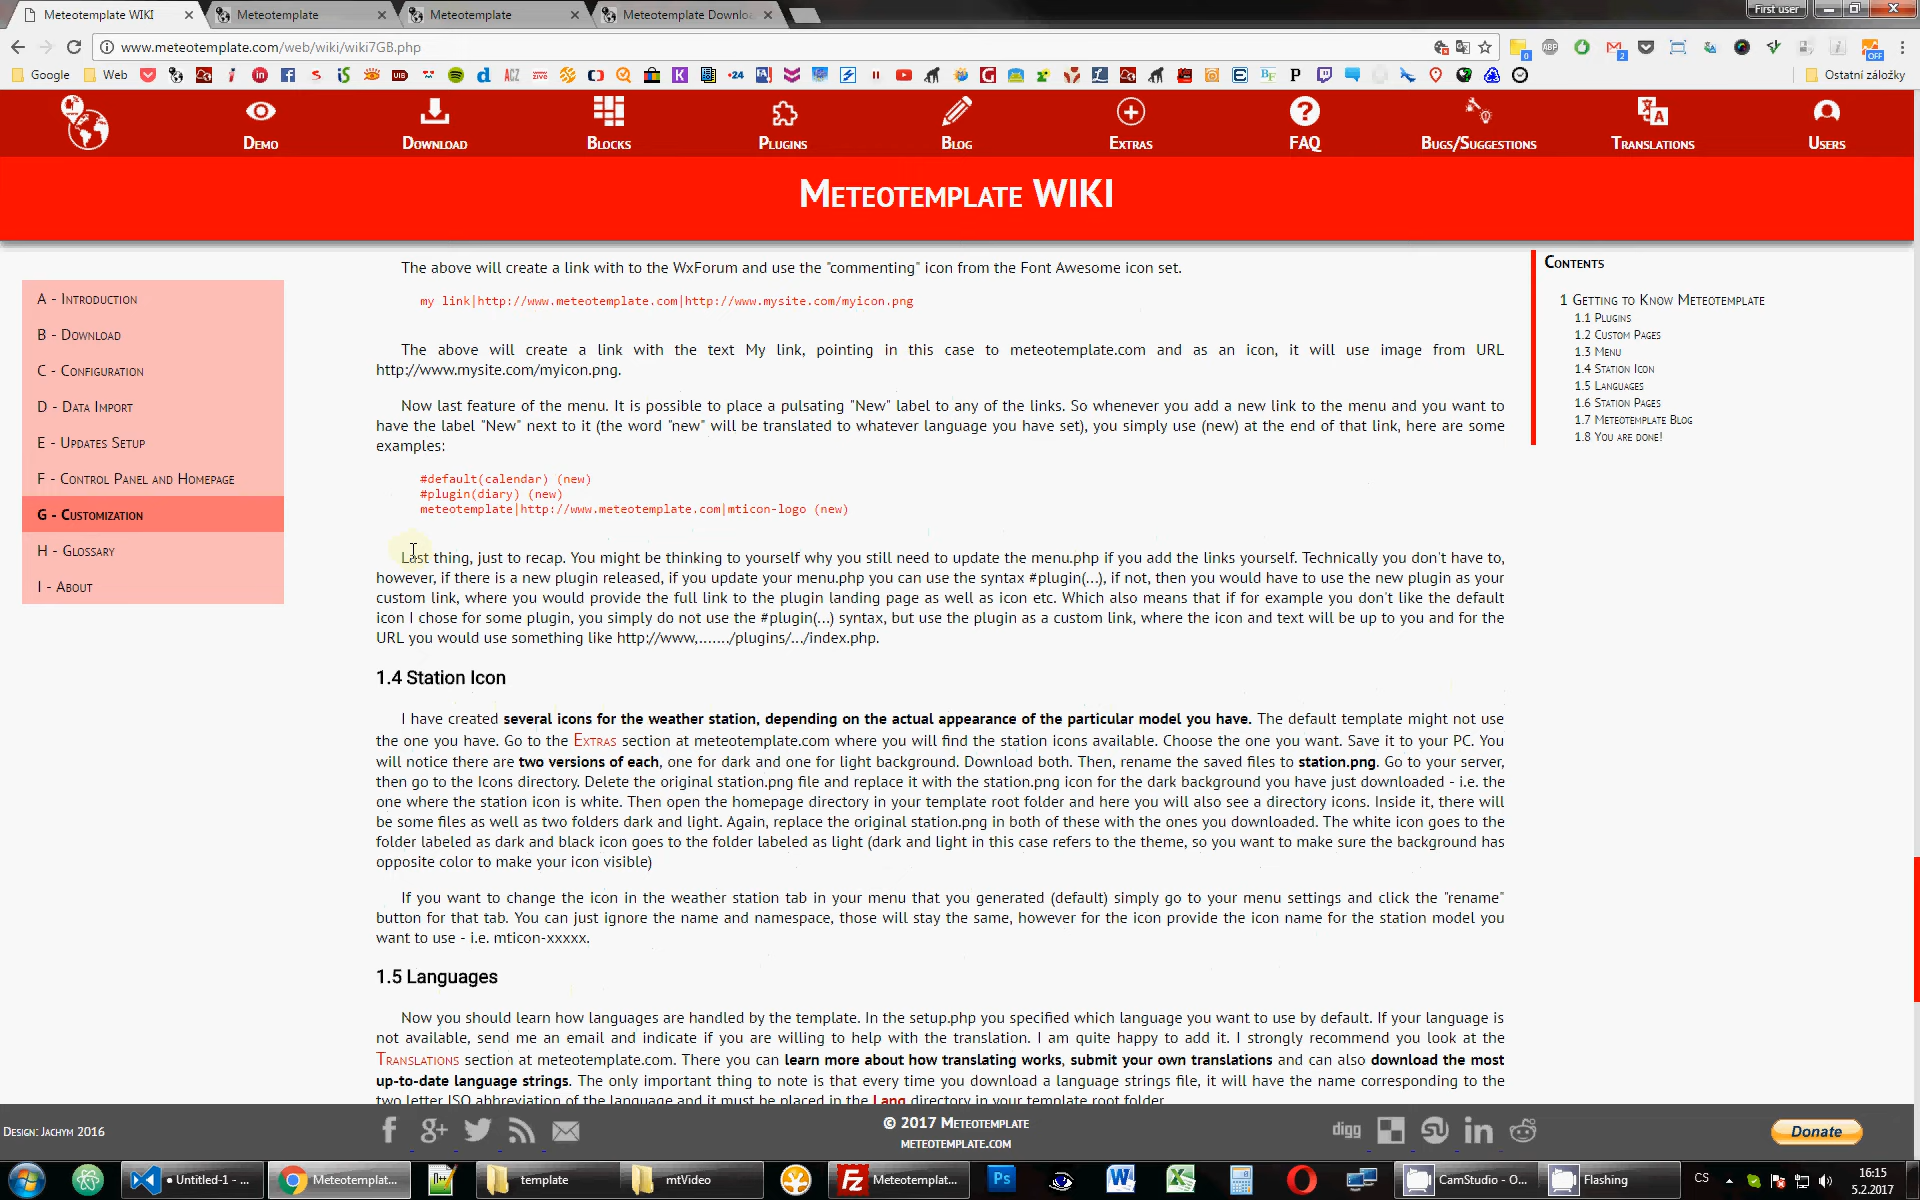 Meteotemplate WIKI
Meteotemplate
Meteotemplate
Meteotemplate Downloa
First user
www.meteotemplate.com/web/wiki/wiki7GB.php
Google
Web
Ostatní záložky
Demo
Download
Blocks
Plugins
Blog
Extras
FAQ
Bugs/Suggestions
Translations
Users
Meteotemplate WIKI
A - Introduction
B - Download
C - Configuration
D - Data Import
E - Updates Setup
F - Control Panel and Homepage
G - Customization
H - Glossary
I - About
The above will create a link with to the WxForum and use the "commenting" icon from the Font Awesome icon set.
my link|http://www.meteotemplate.com|http://www.mysite.com/myicon.png
The above will create a link with the text My link, pointing in this case to meteotemplate.com and as an icon, it will use image from URL
http://www.mysite.com/myicon.png.
Now last feature of the menu. It is possible to place a pulsating "New" label to any of the links. So whenever you add a new link to the menu and you want to
have the label "New" next to it (the word "new" will be translated to whatever language you have set), you simply use (new) at the end of that link, here are some
examples:
#default(calendar) (new)
#plugin(diary) (new)
meteotemplate|http://www.meteotemplate.com|mticon-logo (new)
Last thing, just to recap. You might be thinking to yourself why you still need to update the menu.php if you add the links yourself. Technically you don't have to,
however, if there is a new plugin released, if you update your menu.php you can use the syntax #plugin(...), if not, then you would have to use the new plugin as your
custom link, where you would provide the full link to the plugin landing page as well as icon etc. Which also means that if for example you don't like the default
icon I chose for some plugin, you simply do not use the #plugin(...) syntax, but use the plugin as a custom link, where the icon and text will be up to you and for the
URL you would use something like http://www,......./plugins/.../index.php.
1.4 Station Icon
I have created several icons for the weather station, depending on the actual appearance of the particular model you have. The default template might not use
the one you have. Go to the Extras section at meteotemplate.com where you will find the station icons available. Choose the one you want. Save it to your PC. You
will notice there are two versions of each, one for dark and one for light background. Download both. Then, rename the saved files to station.png. Go to your server,
then go to the Icons directory. Delete the original station.png file and replace it with the station.png icon for the dark background you have just downloaded - i.e. the
one where the station icon is white. Then open the homepage directory in your template root folder and here you will also see a directory icons. Inside it, there will
be some files as well as two folders dark and light. Again, replace the original station.png in both of these with the ones you downloaded. The white icon goes to the
folder labeled as dark and black icon goes to the folder labeled as light (dark and light in this case refers to the theme, so you want to make sure the background has
opposite color to make your icon visible)
If you want to change the icon in the weather station tab in your menu that you generated (default) simply go to your menu settings and click the "rename"
button for that tab. You can just ignore the name and namespace, those will stay the same, however for the icon provide the icon name for the station model you
want to use - i.e. mticon-xxxxx.
1.5 Languages
Now you should learn how languages are handled by the template. In the setup.php you specified which language you want to use by default. If your language is
not available, send me an email and indicate if you are willing to help with the translation. I am quite happy to add it. I strongly recommend you look at the
Translations section at meteotemplate.com. There you can learn more about how translating works, submit your own translations and can also download the most
up-to-date language strings. The only important thing to note is that every time you download a language strings file, it will have the name corresponding to the
two letter ISO abbreviation of the language and it must be placed in the Lang directory in your template root folder.
Contents
1 Getting to Know Meteotemplate
1.1 Plugins
1.2 Custom Pages
1.3 Menu
1.4 Station Icon
1.5 Languages
1.6 Station Pages
1.7 Meteotemplate Blog
1.8 You are done!
Design: Jachym 2016
© 2017 Meteotemplate
meteotemplate.com
digg
Donate
• Untitled-1 - ...
Meteotemplat...
template
mtVideo
Meteotemplat...
CamStudio - O...
Flashing
CS
16:15
5.2.2017